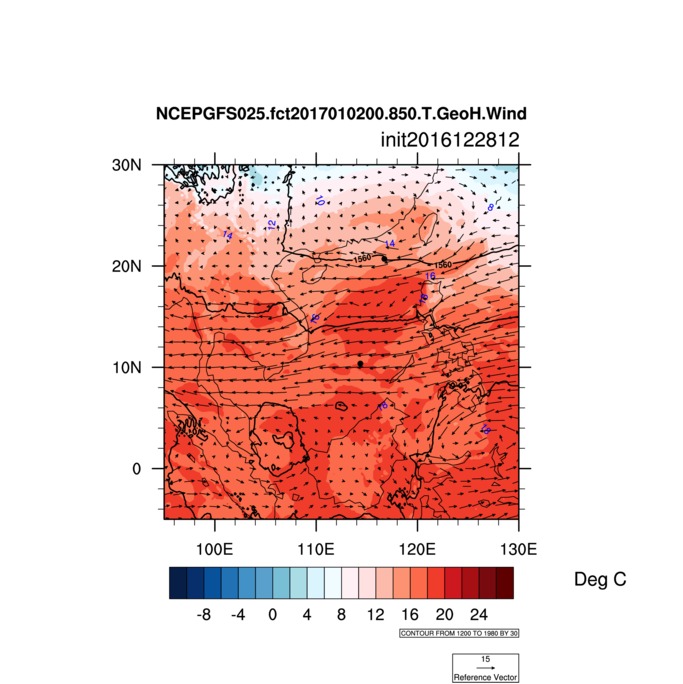 NCEPGFS025.fct2017010200.850.T.GeoH.Wind
init2016122812
30N
10
8
12
14
14
1560
1560
20N
16
16
16
10N
18
18
0
100E
110E
120E
130E
-8 -4 0 4 8 12 16 20 24
Deg C
CONTOUR FROM 1200 TO 1980 BY 30
15
Reference Vector